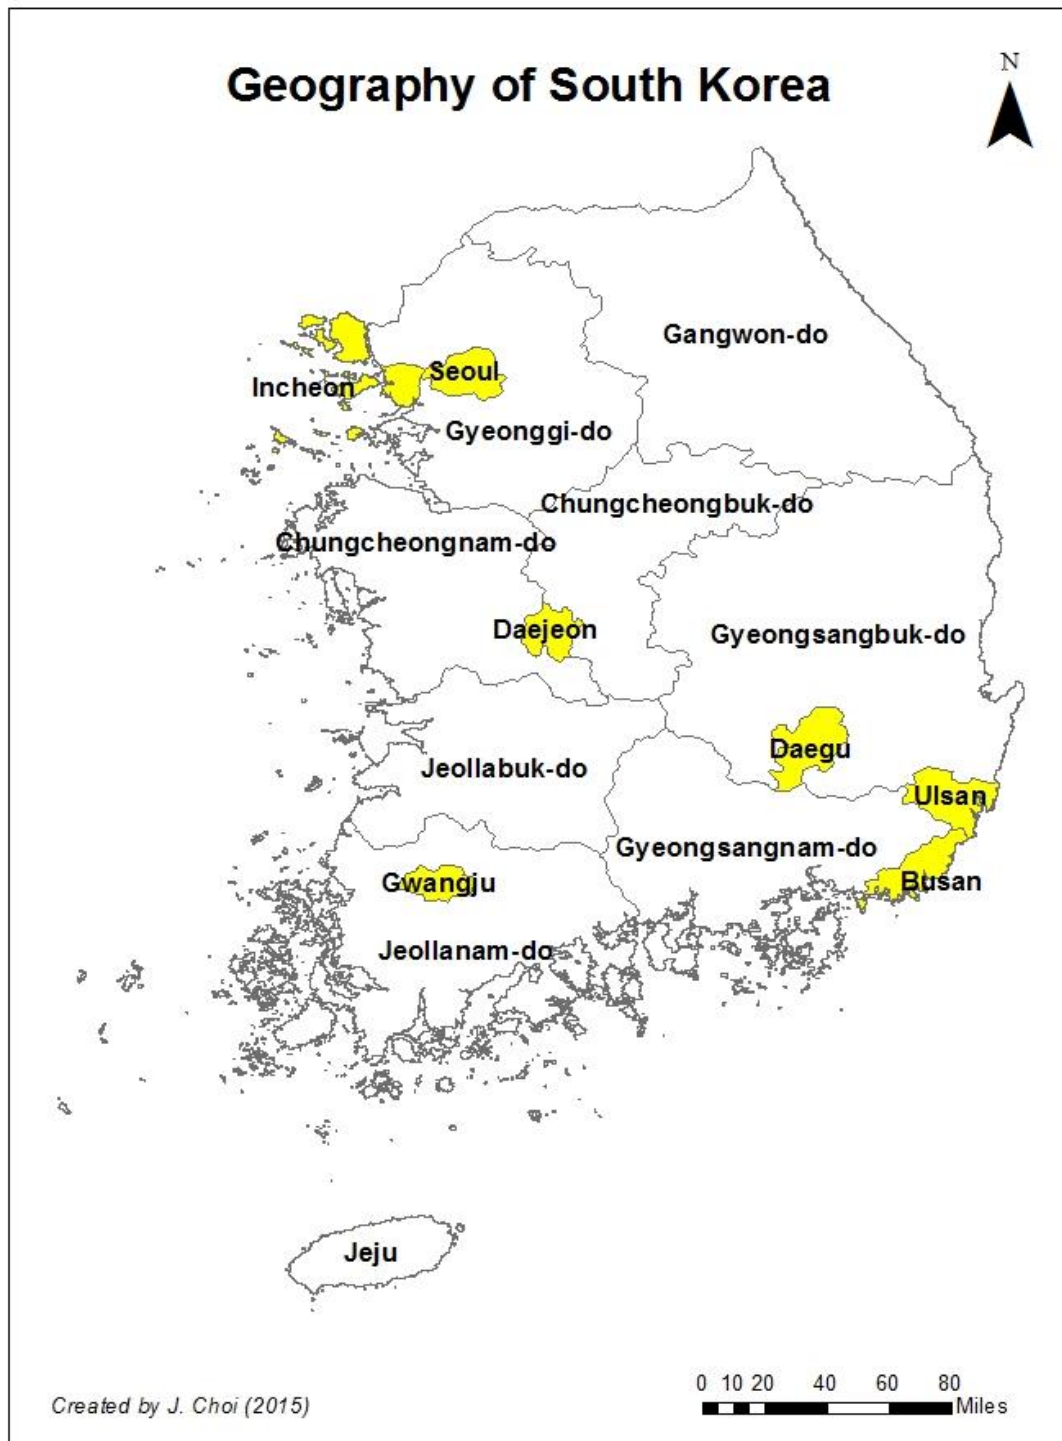 Geography of South Korea
N
Gangwon-do
Seoul
Incheon
Gyeonggi-do
Chungcheongbuk-do
Chungcheongnam-do
Daejeon
Gyeongsangbuk-do
Daegu
Jeollabuk-do
Ulsan
Gyeongsangnam-do
Gwangju
Busan
Jeollanam-do
Jeju
0 10 20 40 60 80
Miles
Created by J. Choi (2015)